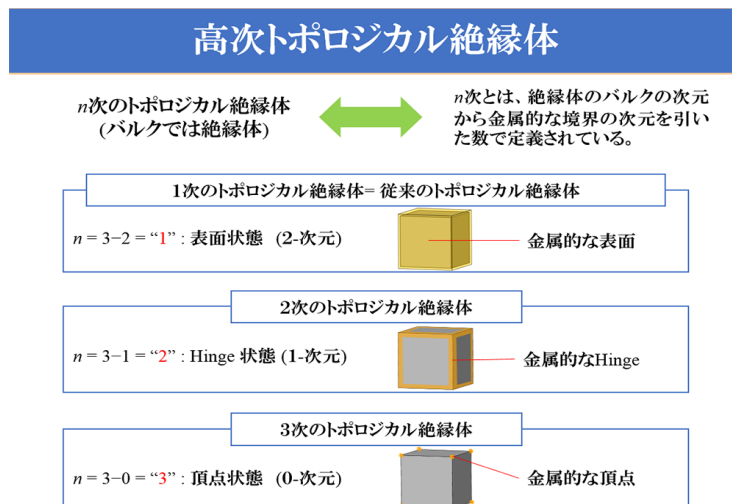 高次トポロジカル絶縁体
n次のトポロジカル絶縁体
(バルクでは絶縁体)
n次とは、絶縁体のバルクの次元
から金属的な境界の次元を引い
た数で定義されている。
1次のトポロジカル絶縁体= 従来のトポロジカル絶縁体
n = 3−2 = “1” : 表面状態 (2-次元)
金属的な表面
2次のトポロジカル絶縁体
n = 3−1 = “2” : Hinge 状態 (1-次元)
金属的なHinge
3次のトポロジカル絶縁体
n = 3−0 = “3” : 頂点状態 (0-次元)
金属的な頂点